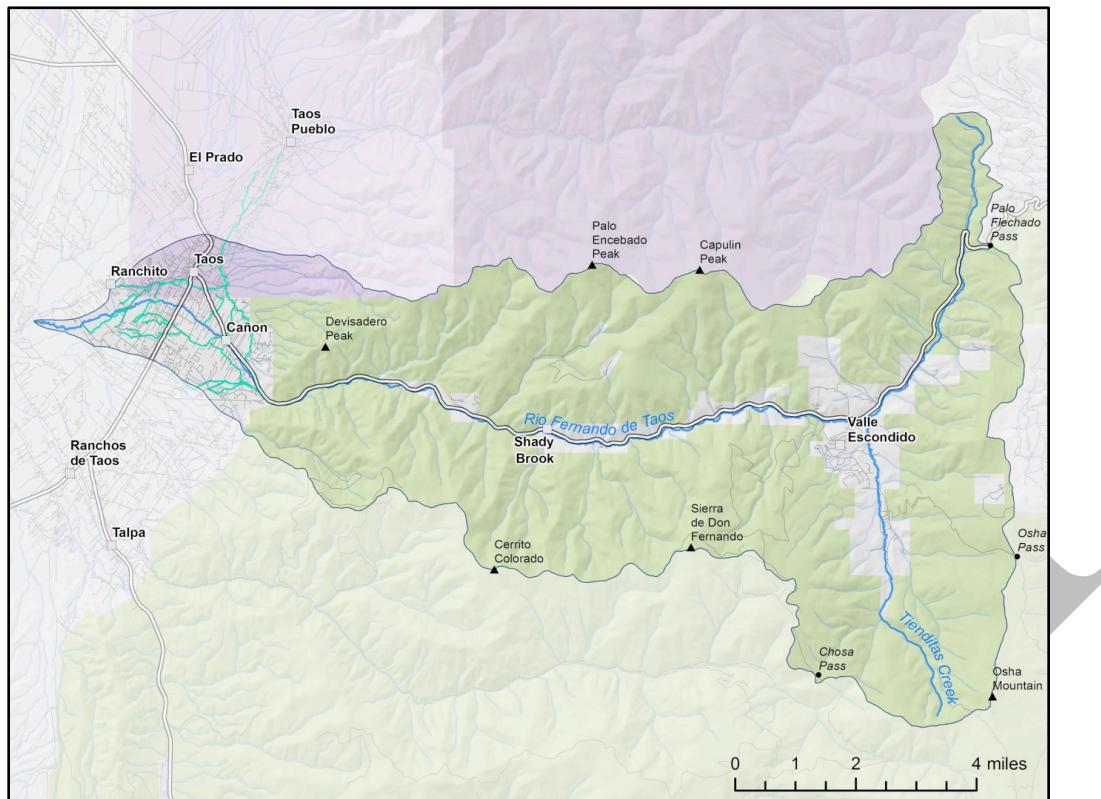 Taos
Pueblo
El Prado
Palo
Flechado
Pass
Palo
Encebado
Peak
Capulin
Peak
Ranchito
Taos
Cañon
Devisadero
Peak
Rio Fernando de Taos
Shady
Brook
Valle
Escondido
Ranchos
de Taos
Sierra
de Don
Fernando
Talpa
Cerrito
Colorado
Osha
Pass
Tienditas Creek
Chosa
Pass
Osha
Mountain
0 1 2 4 miles